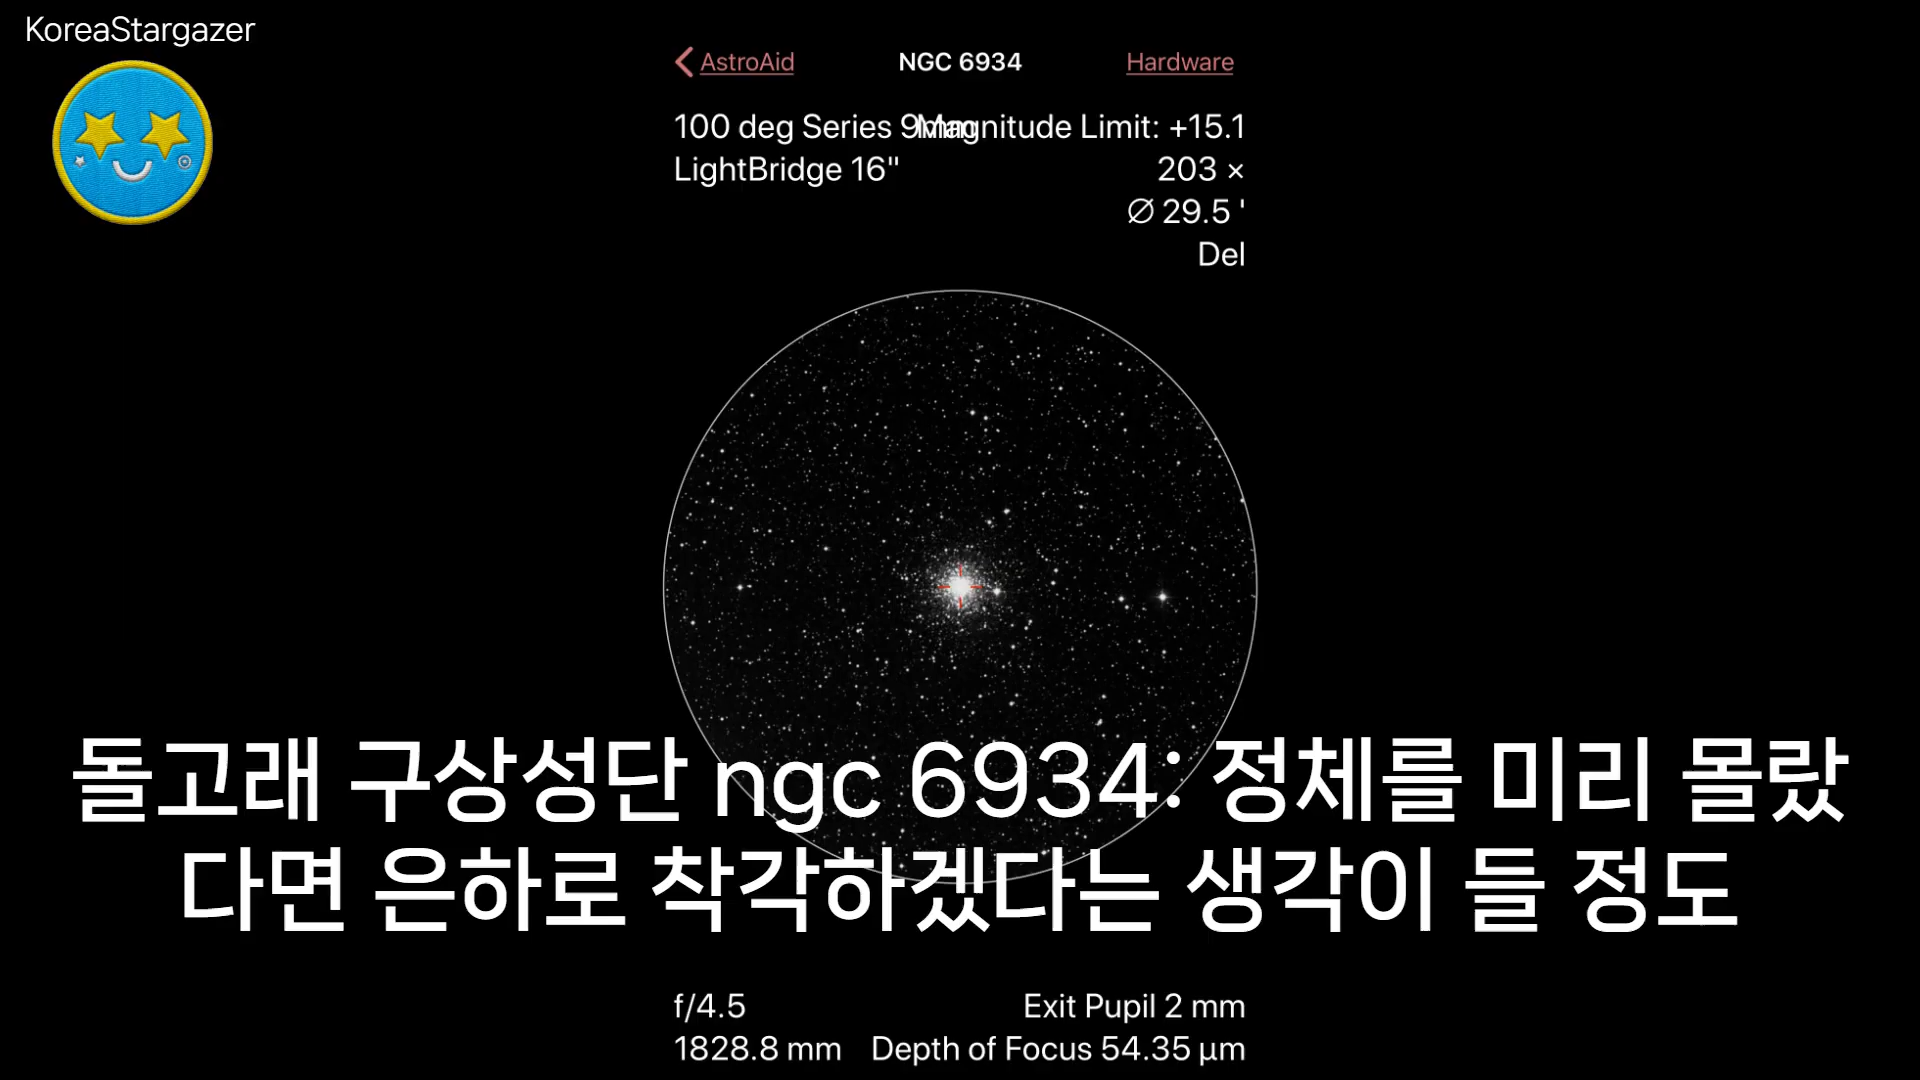 KoreaStargazer
AstroAid NGC 6934 Hardware
100 deg Series 9mm Magnitude Limit: +15.1
LightBridge 16" 203 ×
∅ 29.5 '
Del
돌고래 구상성단 ngc 6934: 정체를 미리 몰랐
다면 은하로 착각하겠다는 생각이 들 정도
f/4.5 Exit Pupil 2 mm
1828.8 mm Depth of Focus 54.35 µm